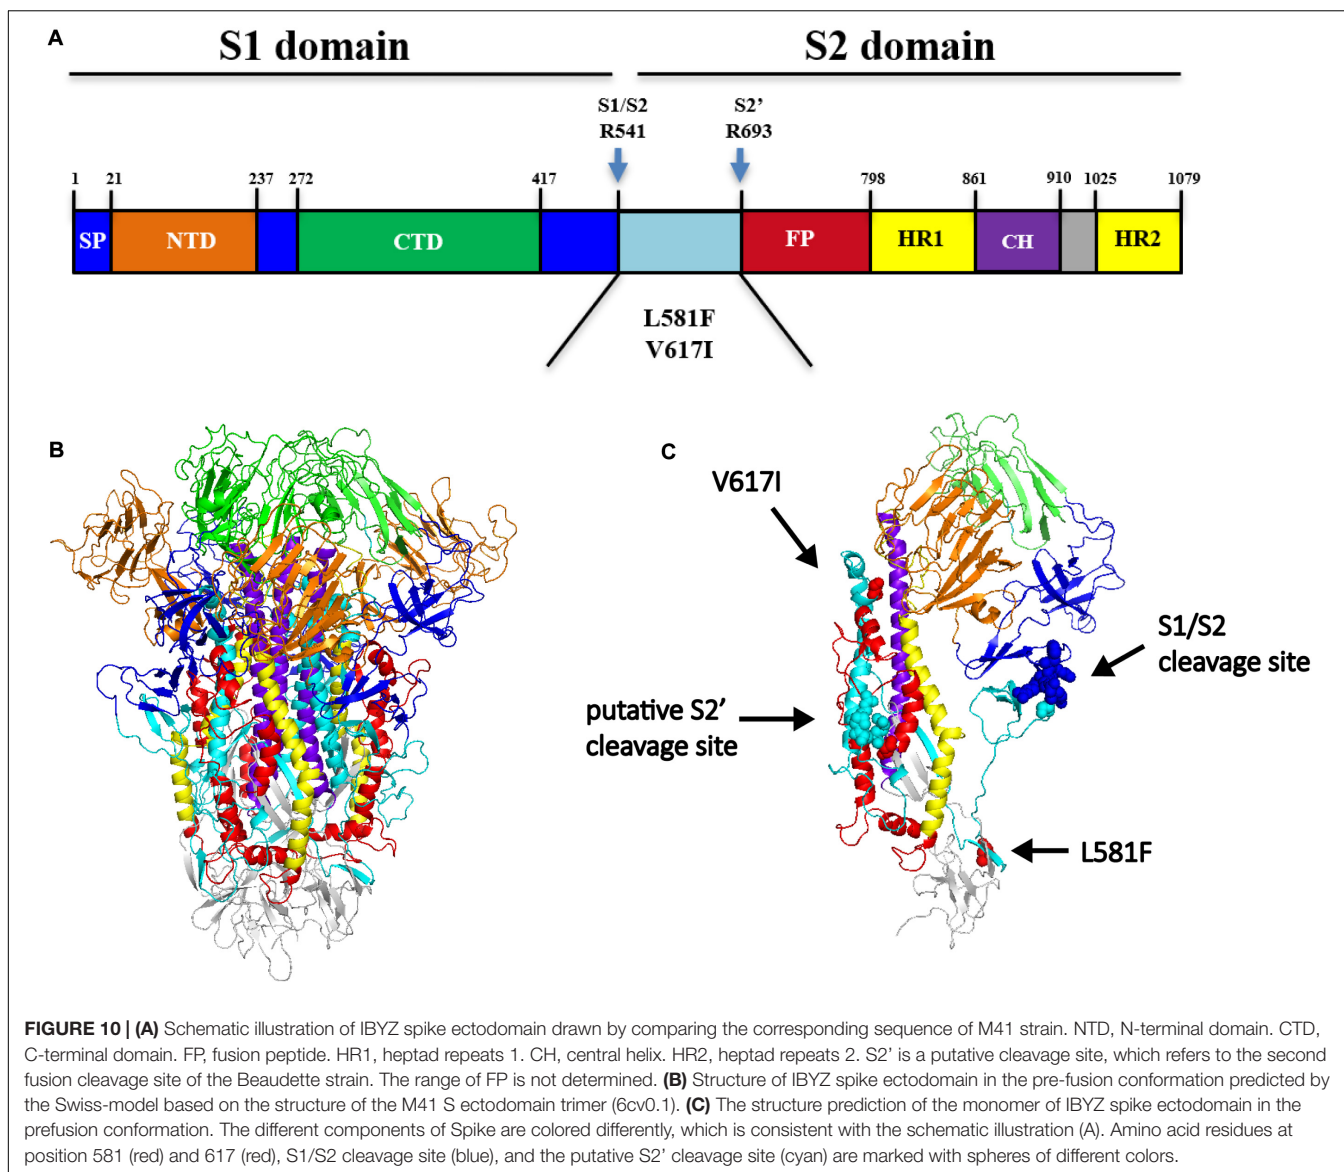 A
S1 domain
S2 domain
S1/S2
R541
S2’
R693
1 21 237 272 417 798 861 910 1025 1079
SP NTD CTD FP HR1 CH HR2
L581F
V617I
B
C
V617I
S1/S2
cleavage site
putative S2’
cleavage site
L581F
FIGURE 10 | (A) Schematic illustration of IBYZ spike ectodomain drawn by comparing the corresponding sequence of M41 strain. NTD, N-terminal domain. CTD,
C-terminal domain. FP, fusion peptide. HR1, heptad repeats 1. CH, central helix. HR2, heptad repeats 2. S2’ is a putative cleavage site, which refers to the second
fusion cleavage site of the Beaudette strain. The range of FP is not determined. (B) Structure of IBYZ spike ectodomain in the pre-fusion conformation predicted by
the Swiss-model based on the structure of the M41 S ectodomain trimer (6cv0.1). (C) The structure prediction of the monomer of IBYZ spike ectodomain in the
prefusion conformation. The different components of Spike are colored differently, which is consistent with the schematic illustration (A). Amino acid residues at
position 581 (red) and 617 (red), S1/S2 cleavage site (blue), and the putative S2’ cleavage site (cyan) are marked with spheres of different colors.